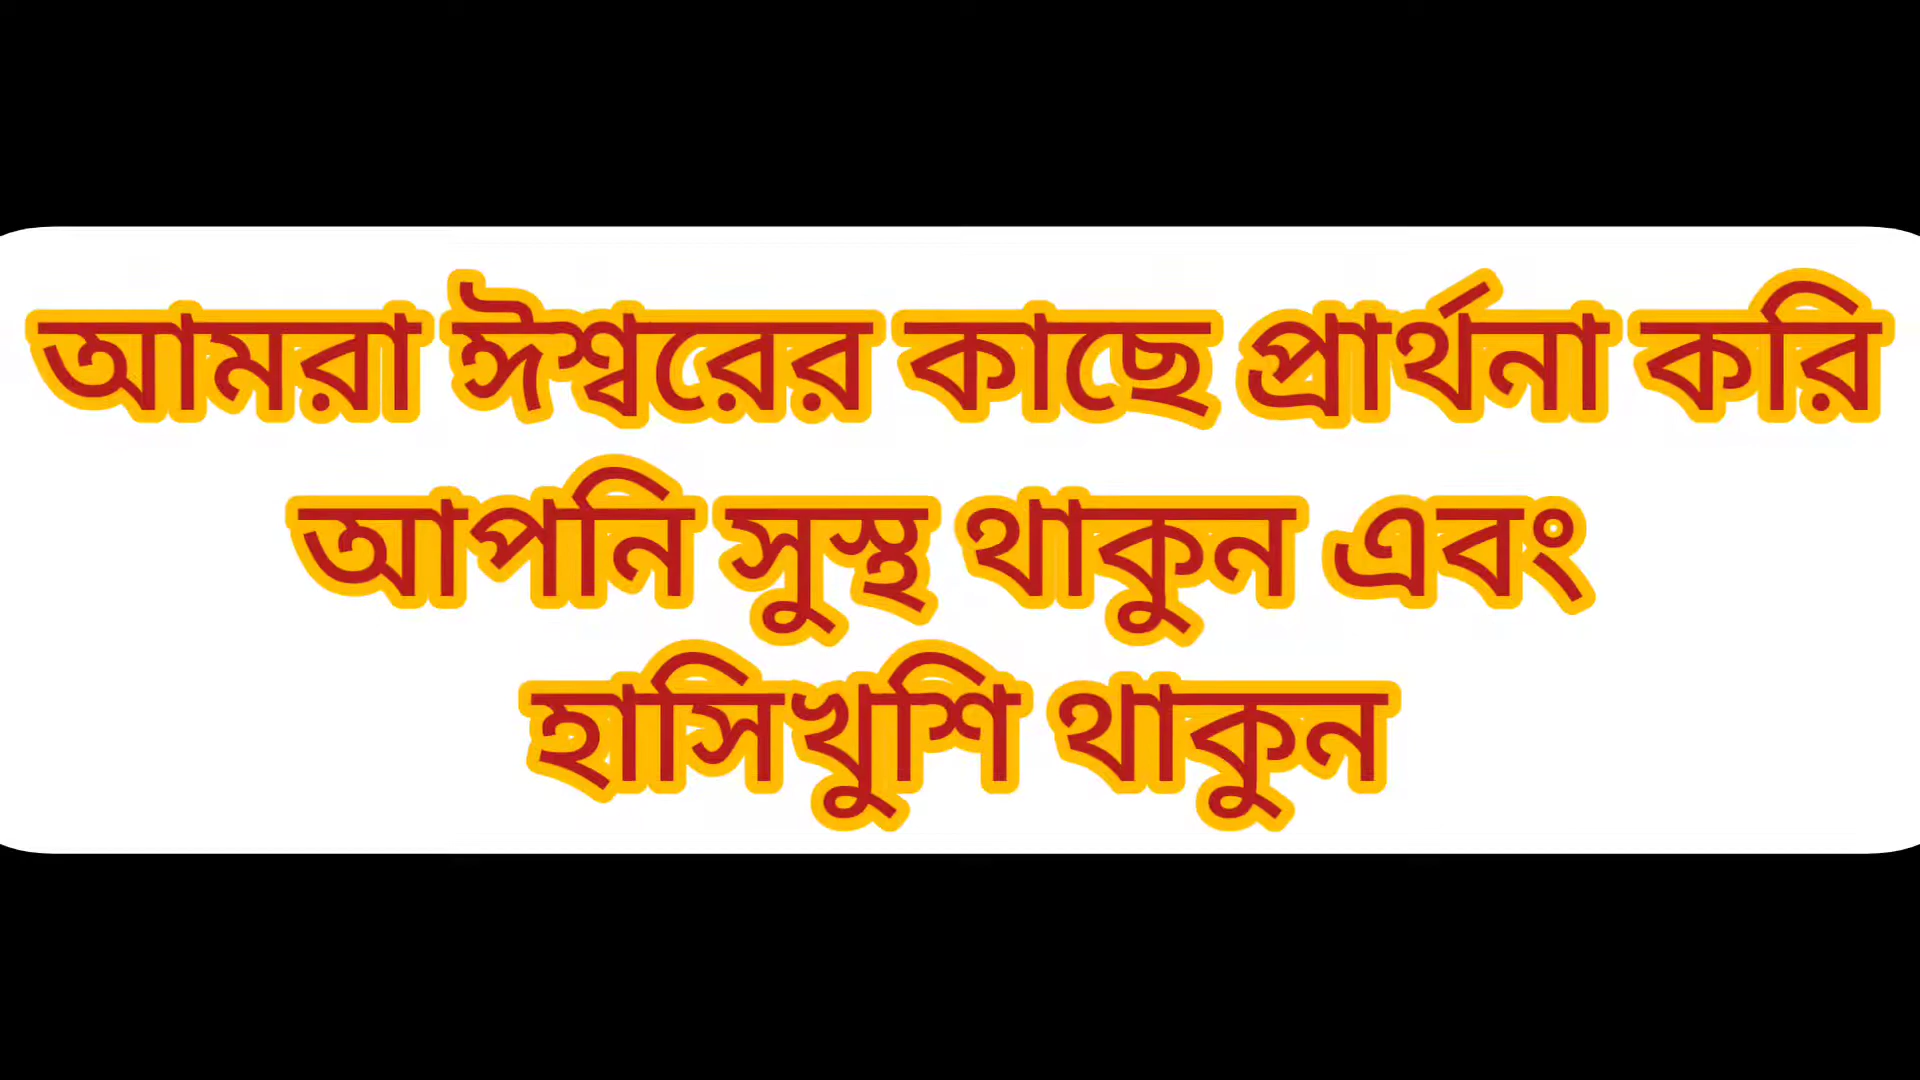 আমরা ঈশ্বরের কাছে প্রার্থনা করি
আপনি সুস্থ থাকুন এবং
হাসিখুশি থাকুন